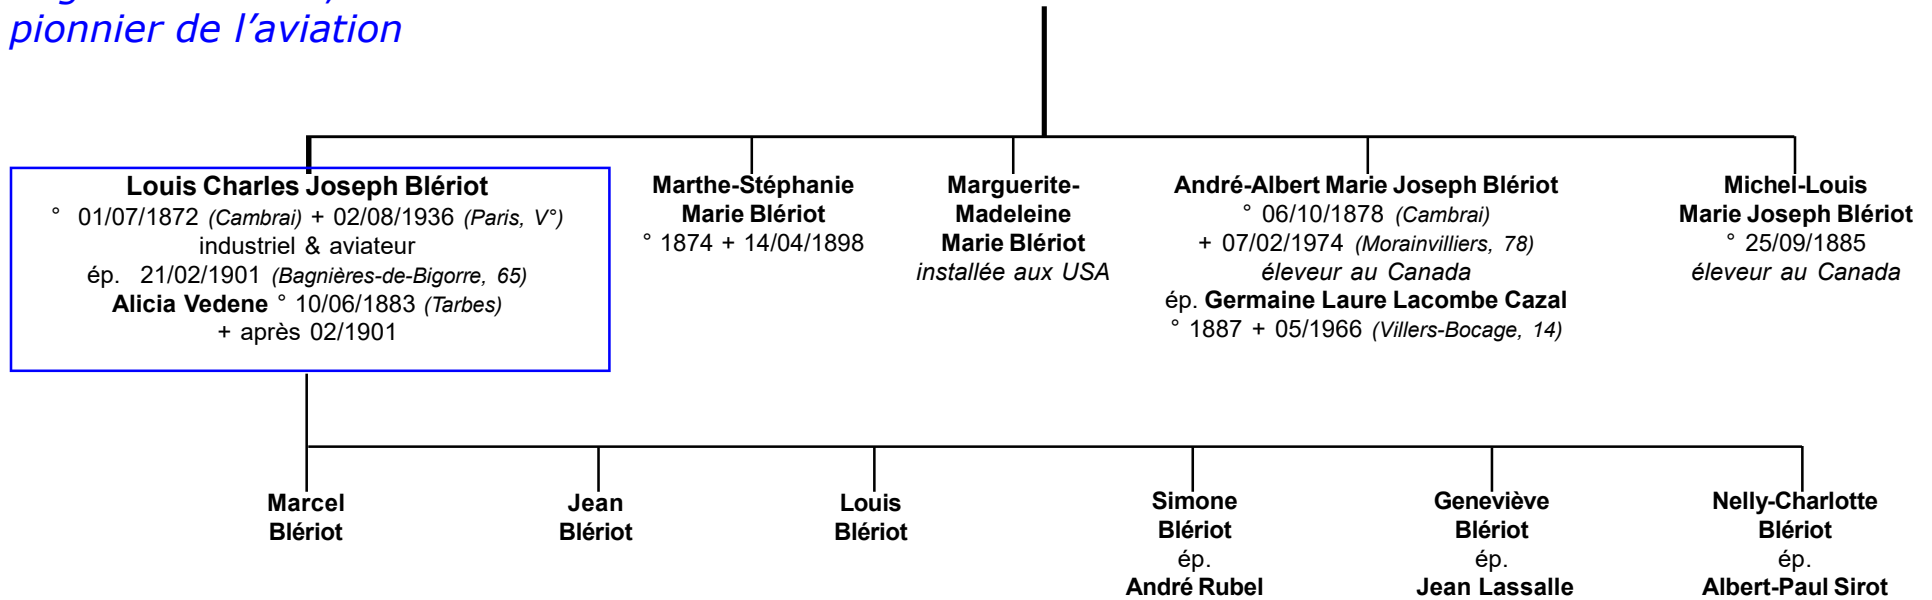 pionnier de l’aviation
Louis Charles Joseph Blériot
° 01/07/1872 (Cambrai) + 02/08/1936 (Paris, V°)
industriel & aviateur
ép. 21/02/1901 (Bagnières-de-Bigorre, 65)
Alicia Vedene ° 10/06/1883 (Tarbes)
+ après 02/1901
Marthe-Stéphanie
Marie Blériot
° 1874 + 14/04/1898
Marguerite-
Madeleine
Marie Blériot
installée aux USA
André-Albert Marie Joseph Blériot
° 06/10/1878 (Cambrai)
+ 07/02/1974 (Morainvilliers, 78)
éleveur au Canada
ép. Germaine Laure Lacombe Cazal
° 1887 + 05/1966 (Villers-Bocage, 14)
Michel-Louis
Marie Joseph Blériot
° 25/09/1885
éleveur au Canada
Marcel
Blériot
Jean
Blériot
Louis
Blériot
Simone
Blériot
ép.
André Rubel
Geneviève
Blériot
ép.
Jean Lassalle
Nelly-Charlotte
Blériot
ép.
Albert-Paul Sirot